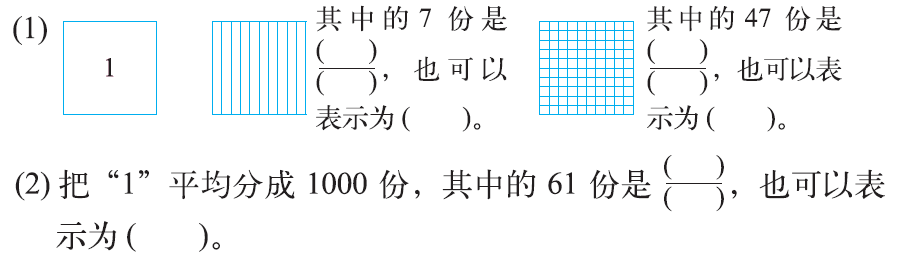 (1)
1
其中的 7 份是
( )/( )，也可以
表示为(  )。
其中的 47 份是
( )/( )，也可以表
示为(  )。
(2) 把“1”平均分成 1000 份，其中的 61 份是 ( )/( )，也可以表
示为(  )。